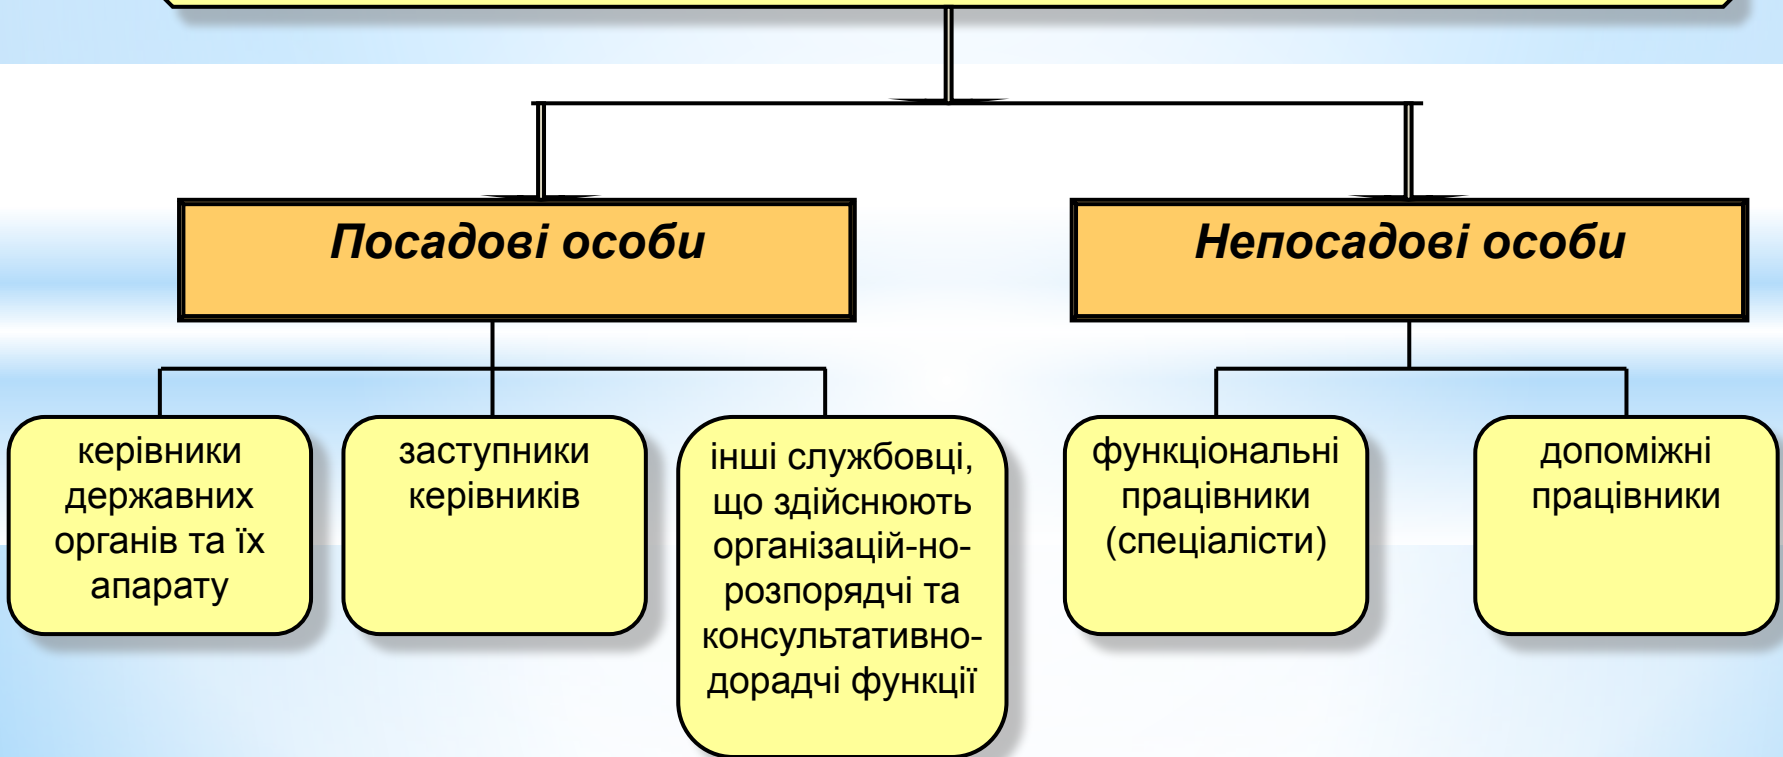 Посадові особи
Непосадові особи
керівники
державних
органів та їх
апарату
заступники
керівників
інші службовці,
що здійснюють
організацій-но-
розпорядчі та
консультативно-
дорадчі функції
функціональні
працівники
(спеціалісти)
допоміжні
працівники